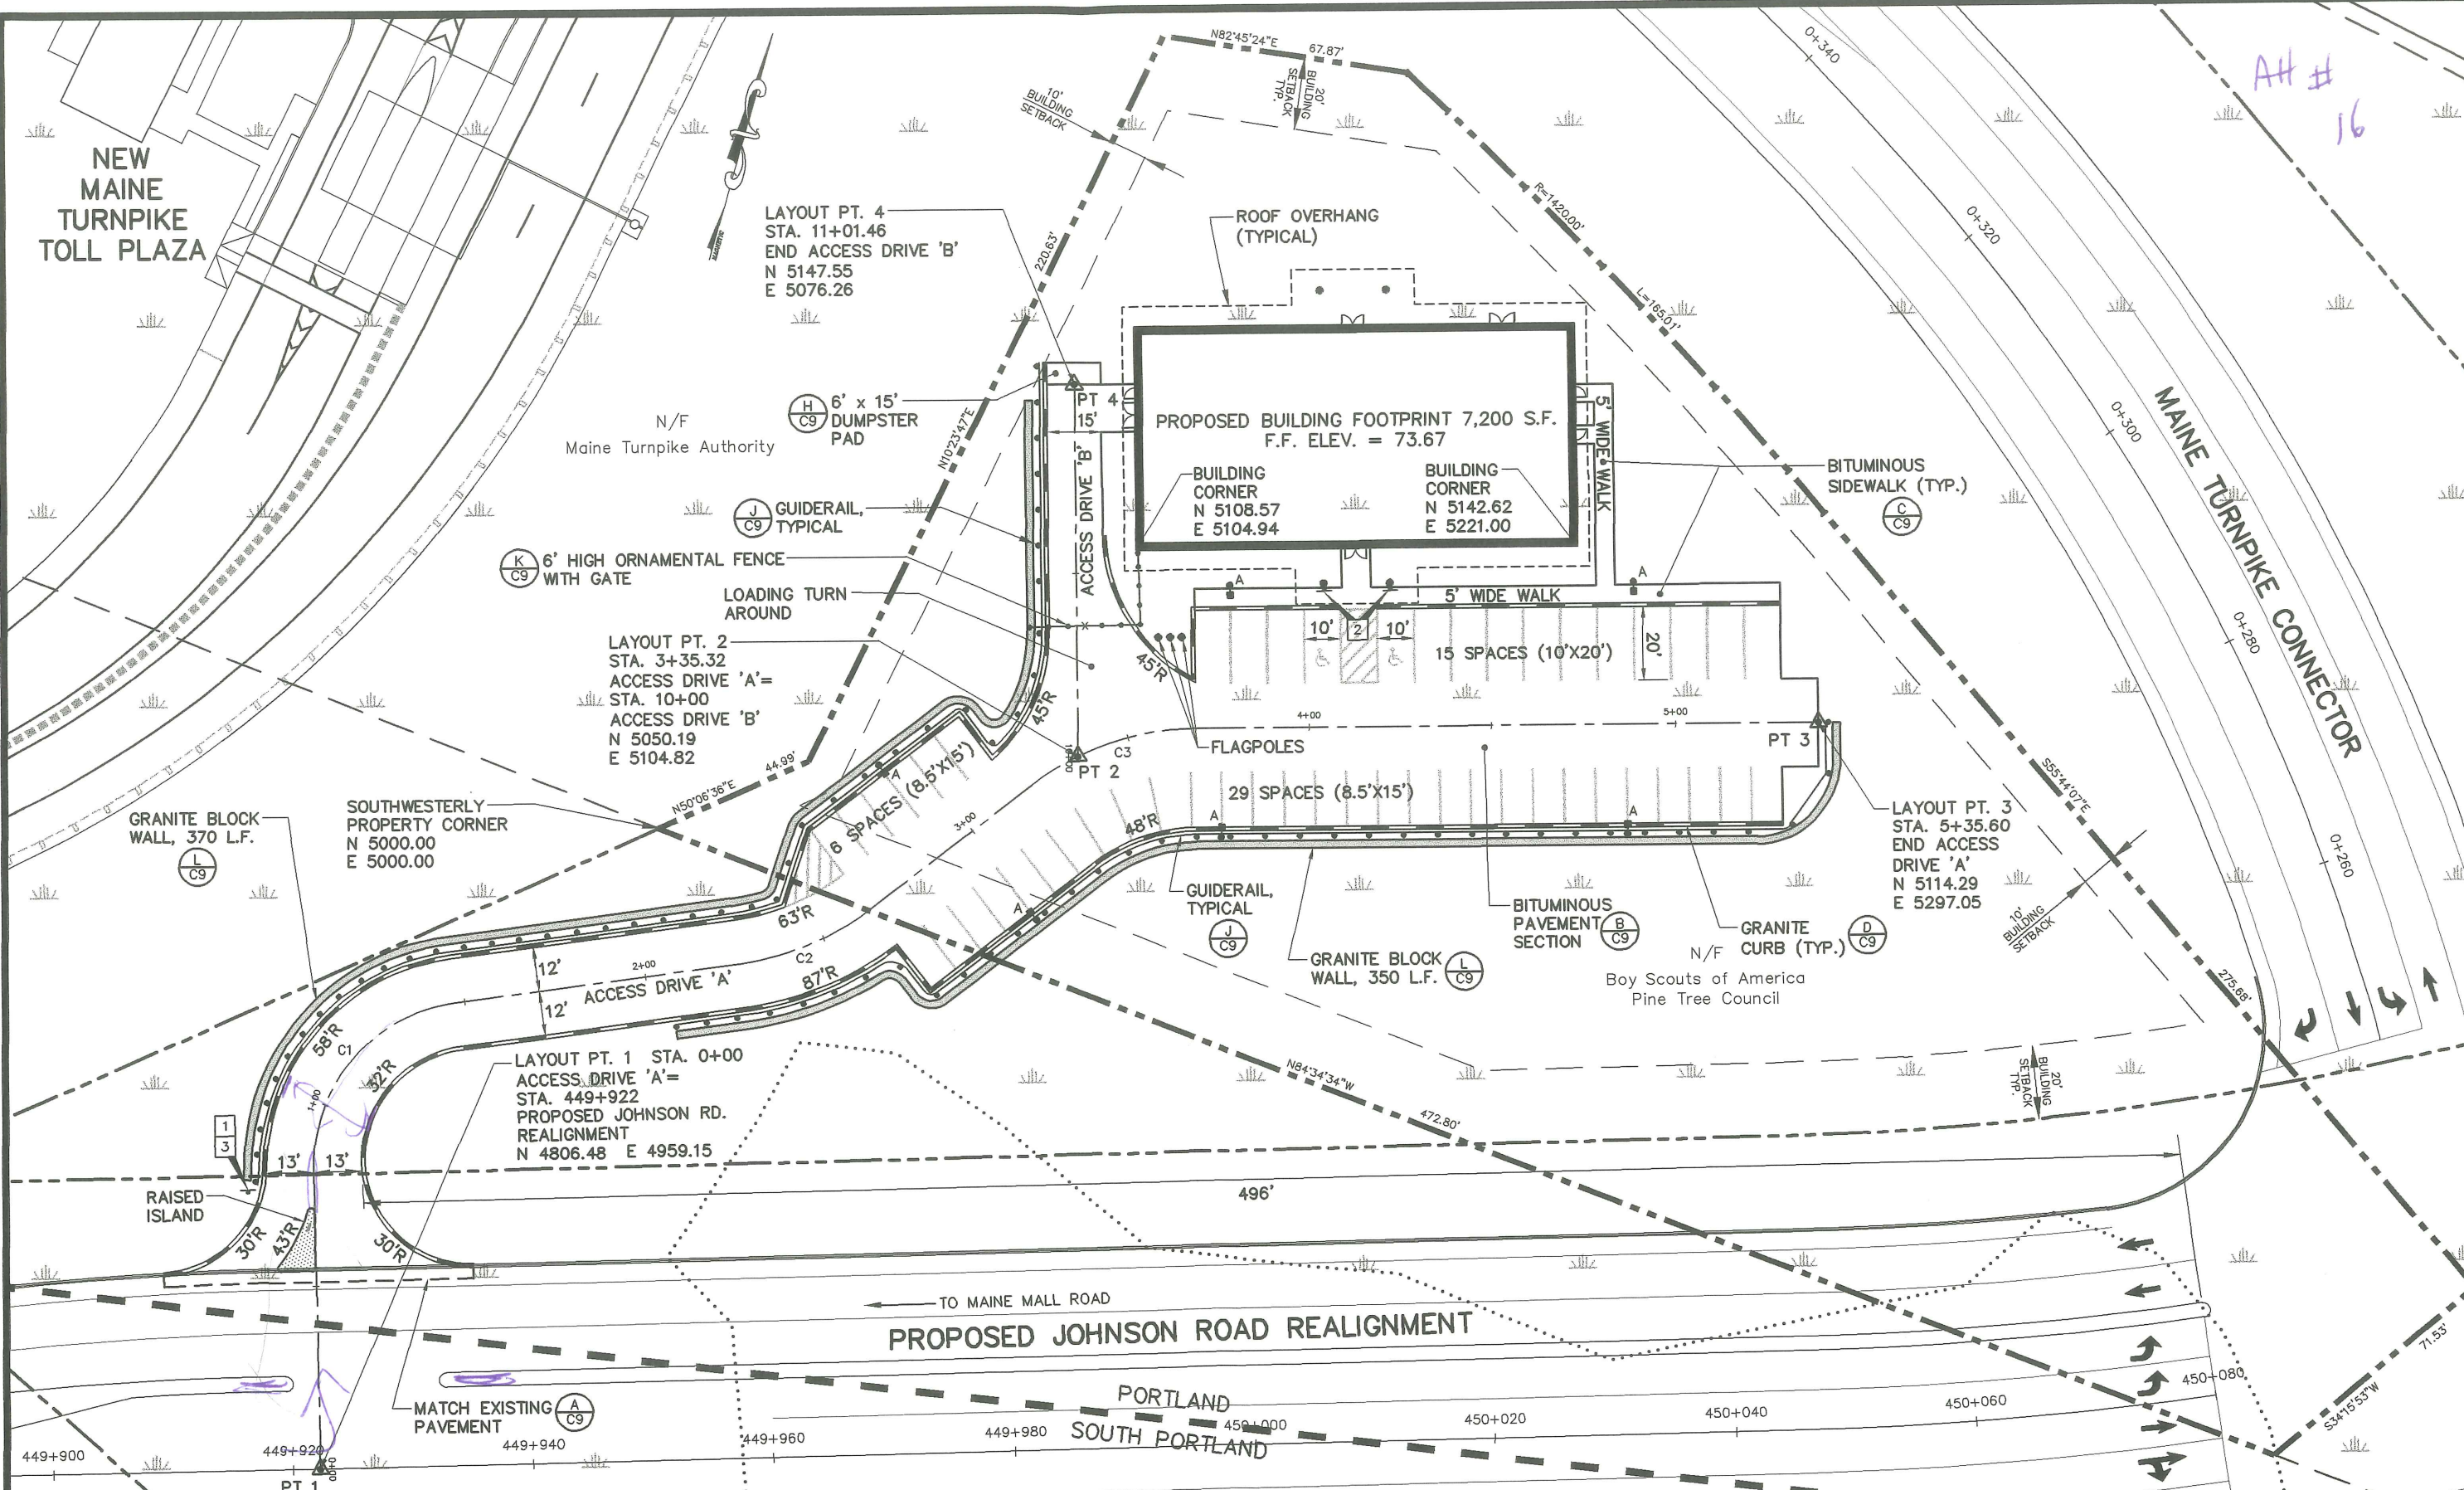 N82°45'24"E
67.87'
0+340
AH #
16
10'
BUILDING
SETBACK
20'
BUILDING
SETBACK
TYP.
NEW
MAINE
TURNPIKE
TOLL PLAZA
R=1420.00'
LAYOUT PT. 4
STA. 11+01.46
END ACCESS DRIVE 'B'
N 5147.55
E 5076.26
220.63'
ROOF OVERHANG
(TYPICAL)
0+320
L=165.01'
N/F
Maine Turnpike Authority
H
C9
6' x 15'
DUMPSTER
PAD
N10°23'47"E
PT 4
15'
PROPOSED BUILDING FOOTPRINT 7,200 S.F.
F.F. ELEV. = 73.67
5' WIDE WALK
0+300
MAINE TURNPIKE CONNECTOR
BUILDING
CORNER
N 5108.57
E 5104.94
BUILDING
CORNER
N 5142.62
E 5221.00
BITUMINOUS
SIDEWALK (TYP.)
C
C9
J
C9
GUIDERAIL,
TYPICAL
ACCESS DRIVE 'B'
K
C9
6' HIGH ORNAMENTAL FENCE
WITH GATE
LOADING TURN
AROUND
A
A
5' WIDE WALK
0+280
LAYOUT PT. 2
STA. 3+35.32
ACCESS DRIVE 'A'=
STA. 10+00
ACCESS DRIVE 'B'
N 5050.19
E 5104.82
x
10'
2
10'
15 SPACES (10'X20')
20'
45'R
45'R
4+00
5+00
FLAGPOLES
PT 3
C3
10+00
PT 2
S55°44'07"E
44.99'
N50°06'36"E
A
6 SPACES (8.5'X15')
29 SPACES (8.5'X15')
A
A
48'R
3+00
GRANITE BLOCK
WALL, 370 L.F.
L
C9
SOUTHWESTERLY
PROPERTY CORNER
N 5000.00
E 5000.00
LAYOUT PT. 3
STA. 5+35.60
END ACCESS
DRIVE 'A'
N 5114.29
E 5297.05
0+260
GUIDERAIL,
TYPICAL
J
C9
BITUMINOUS
PAVEMENT
SECTION
B
C9
GRANITE
CURB (TYP.)
D
C9
10'
BUILDING
SETBACK
A
63'R
GRANITE BLOCK
WALL, 350 L.F.
L
C9
N/F
Boy Scouts of America
Pine Tree Council
275.68'
12'
2+00
C2
87'R
ACCESS DRIVE 'A'
12'
58'R
C1
32'R
1+00
LAYOUT PT. 1 STA. 0+00
ACCESS DRIVE 'A'=
STA. 449+922
PROPOSED JOHNSON RD.
REALIGNMENT
N 4806.48 E 4959.15
N84°34'34"W
472.80'
20'
BUILDING
SETBACK
TYP.
1
3
13'
13'
RAISED
ISLAND
30'R
43'R
30'R
496'
TO MAINE MALL ROAD
PROPOSED JOHNSON ROAD REALIGNMENT
MATCH EXISTING
PAVEMENT
A
C9
PORTLAND
SOUTH PORTLAND
71.53'
S34°15'53"W
449+900
449+920
449+940
449+960
449+980
450+000
450+020
450+040
450+060
450+080
0+00
PT 1